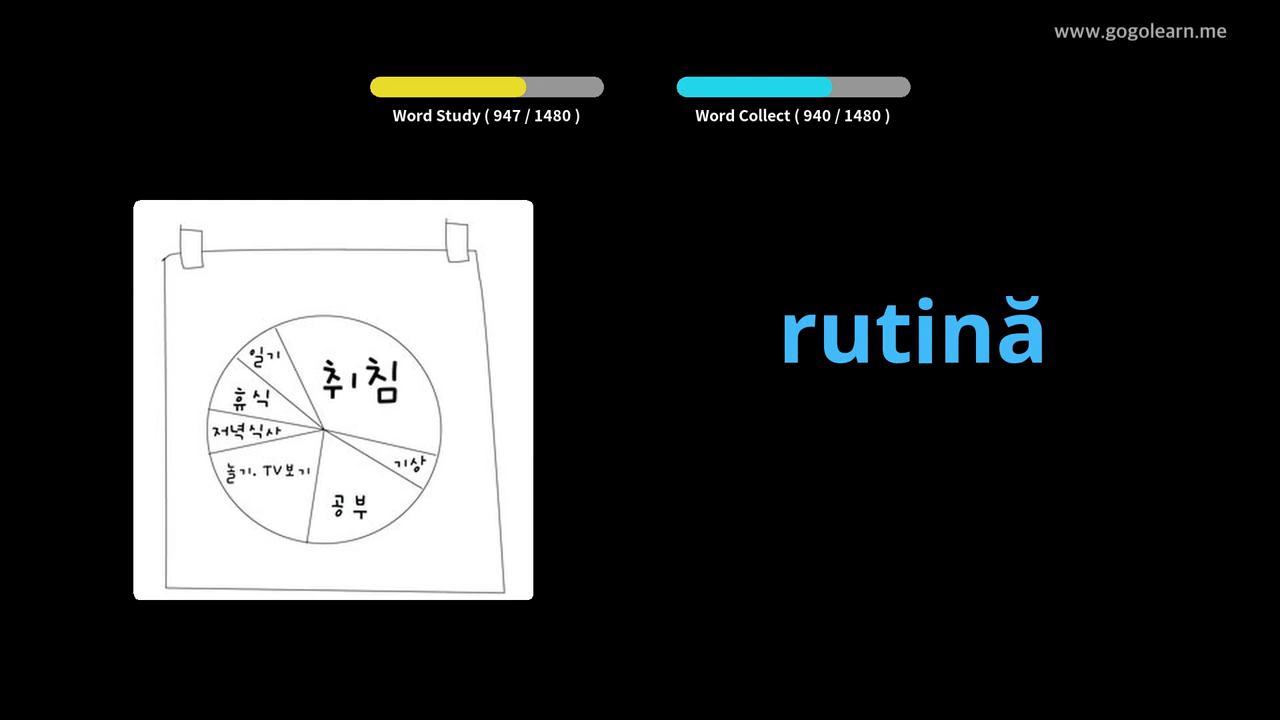 www.gogolearn.me
Word Study ( 947 / 1480 )
Word Collect ( 940 / 1480 )
rutină
일기
취침
휴식
저녁식사
기상
놀기. TV보기
공부